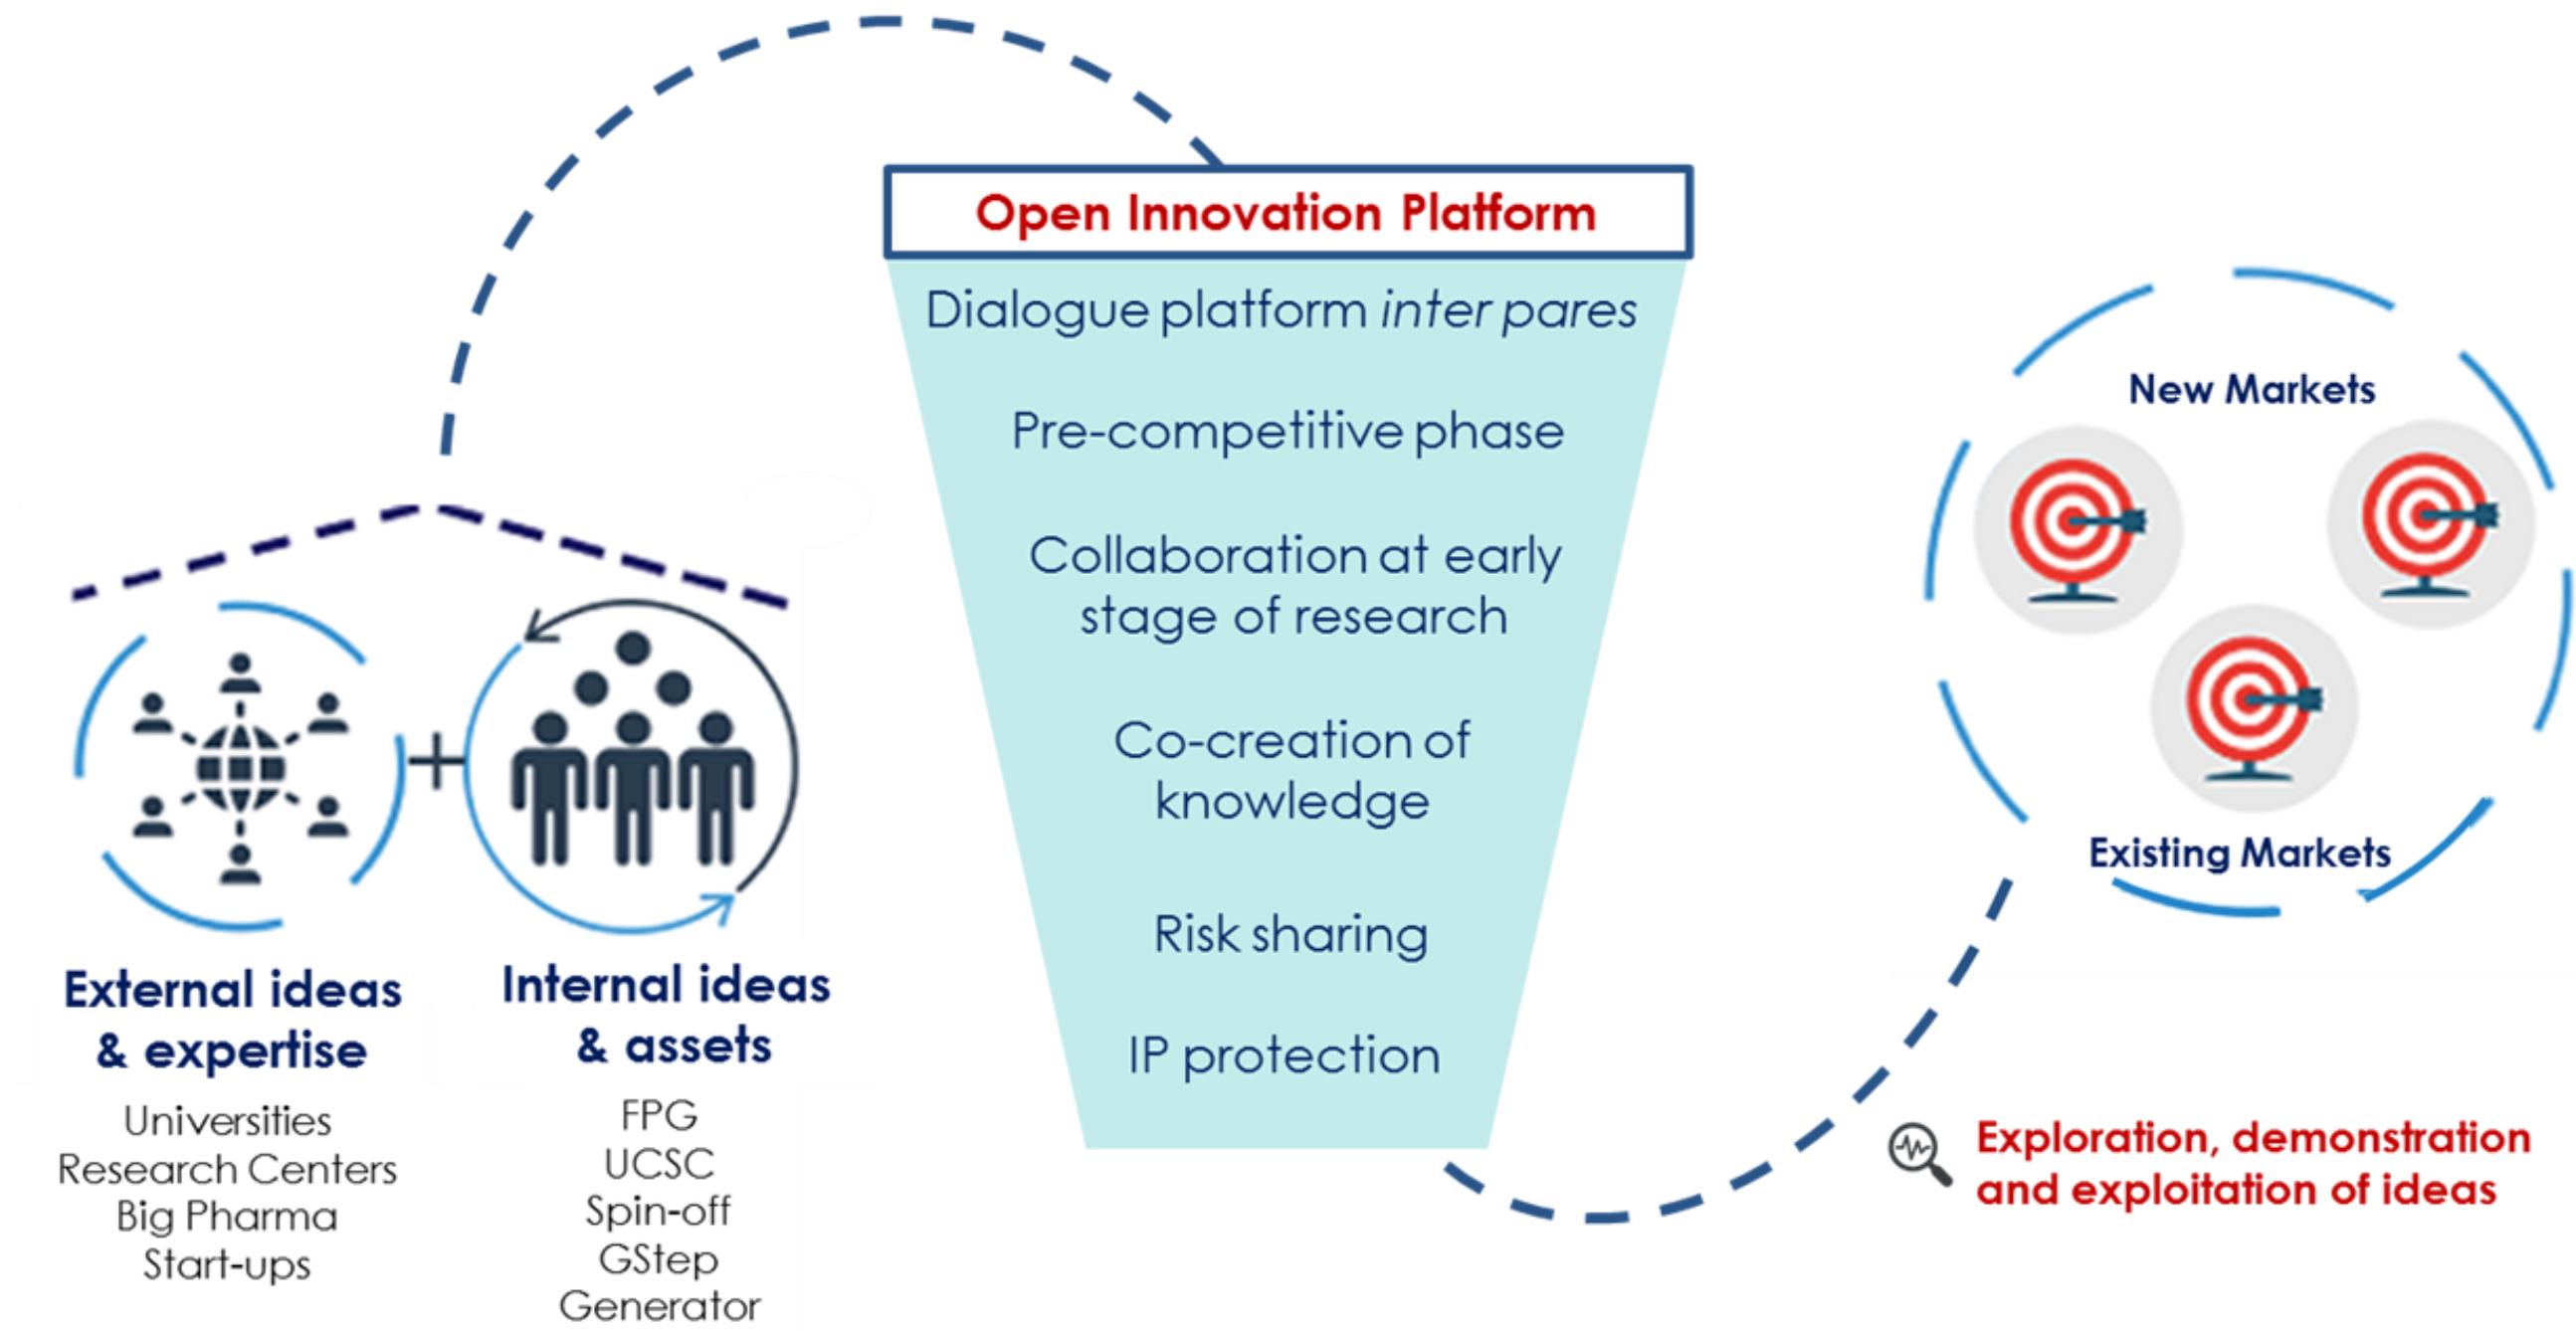 Open Innovation Platform
Dialogue platform inter pares
Pre-competitive phase
Collaboration at early
stage of research
Co-creation of
knowledge
Risk sharing
IP protection
External ideas
& expertise
Universities
Research Centers
Big Pharma
Start-ups
Internal ideas
& assets
FPG
UCSC
Spin-off
GStep
Generator
New Markets
Existing Markets
Exploration, demonstration
and exploitation of ideas